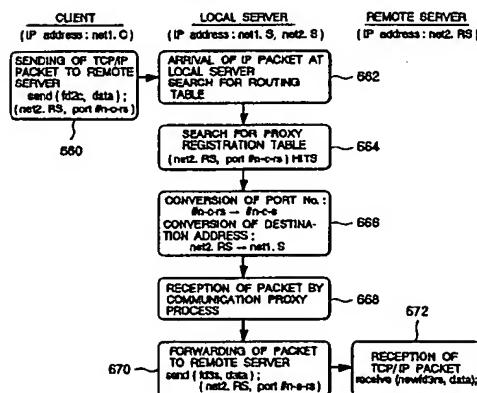 CLIENT
(IP address : net1. C)
LOCAL SERVER
(IP address : net1. S, net2. S)
REMOTE SERVER
(IP address : net2. RS)
SENDING OF TCP/IP
PACKET TO REMOTE
SERVER
send (fd2c, data) ;
(net2. RS, port #n-c-rs)
660
ARRIVAL OF IP PACKET AT
LOCAL SERVER
SEARCH FOR ROUTING
TABLE
662
SEARCH FOR PROXY
REGISTRATION TABLE
(net2. RS, port #n-c-rs) HITS
664
CONVERSION OF PORT No. :
#n-c-rs → #n-c-s
CONVERSION OF DESTINA-
TION ADDRESS :
net2. RS → net1. S
666
RECEPTION OF PACKET BY
COMMUNICATION PROXY
PROCESS
668
670
FORWARDING OF PACKET
TO REMOTE SERVER
send (fd3s, data) ;
(net2. RS, port #n-s-rs)
672
RECEPTION OF
TCP/IP PACKET
receive (newfd3rs, data);